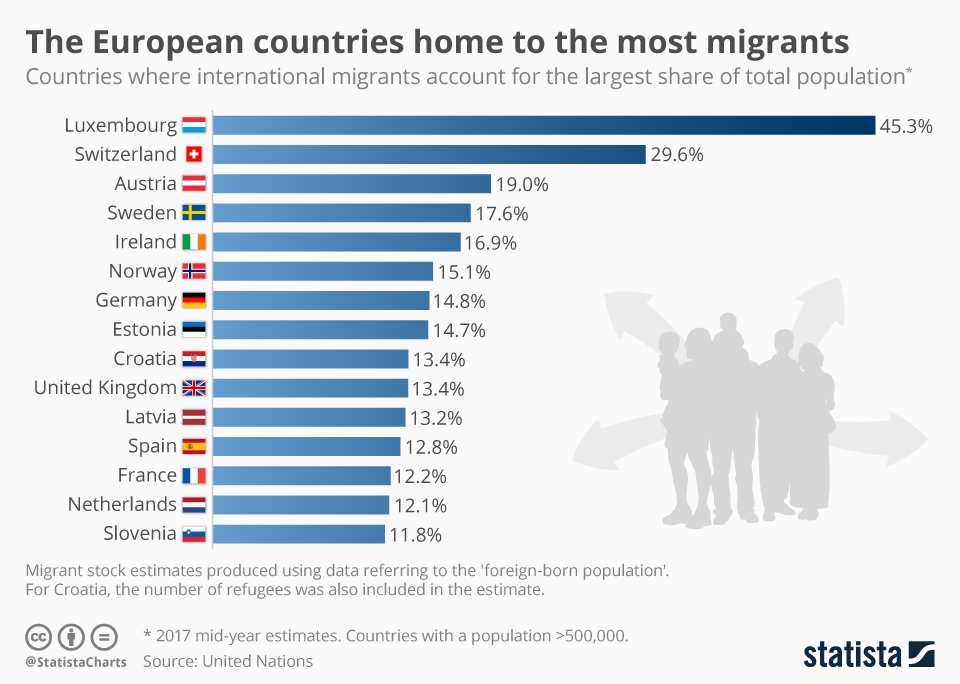 The European countries home to the most migrants
Countries where international migrants account for the largest share of total population*
Luxembourg 45.3%
Switzerland 29.6%
Austria 19.0%
Sweden 17.6%
Ireland 16.9%
Norway 15.1%
Germany 14.8%
Estonia 14.7%
Croatia 13.4%
United Kingdom 13.4%
Latvia 13.2%
Spain 12.8%
France 12.2%
Netherlands 12.1%
Slovenia 11.8%
Migrant stock estimates produced using data referring to the 'foreign-born population'.
For Croatia, the number of refugees was also included in the estimate.
cc
* 2017 mid-year estimates. Countries with a population >500,000.
@StatistaCharts
Source: United Nations
statista